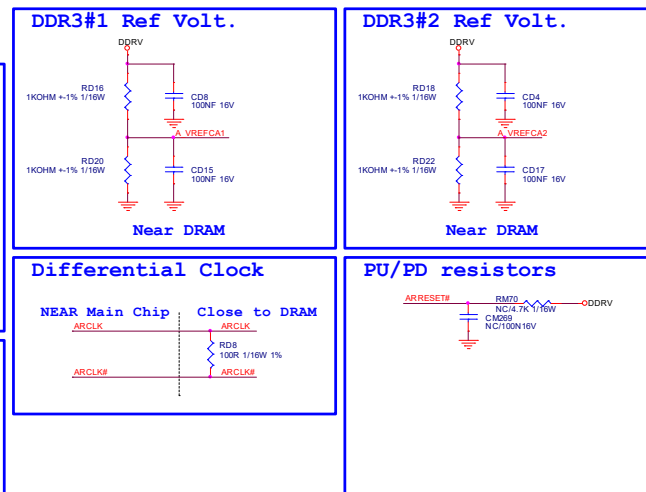 DDR3#1 Ref Volt.
DDRV
RD16
1KOHM +-1% 1/16W
CD8
100NF 16V
A_VREFCA1
RD20
1KOHM +-1% 1/16W
CD15
100NF 16V
Near DRAM
DDR3#2 Ref Volt.
DDRV
RD18
1KOHM +-1% 1/16W
CD4
100NF 16V
A_VREFCA2
RD22
1KOHM +-1% 1/16W
CD17
100NF 16V
Near DRAM
Differential Clock
NEAR Main Chip
Close to DRAM
ARCLK
ARCLK
RD8
100R 1/16W 1%
ARCLK#
ARCLK#
PU/PD resistors
ARRESET#
RM70
NC/4.7K 1/16W
DDRV
CM269
NC/100N16V